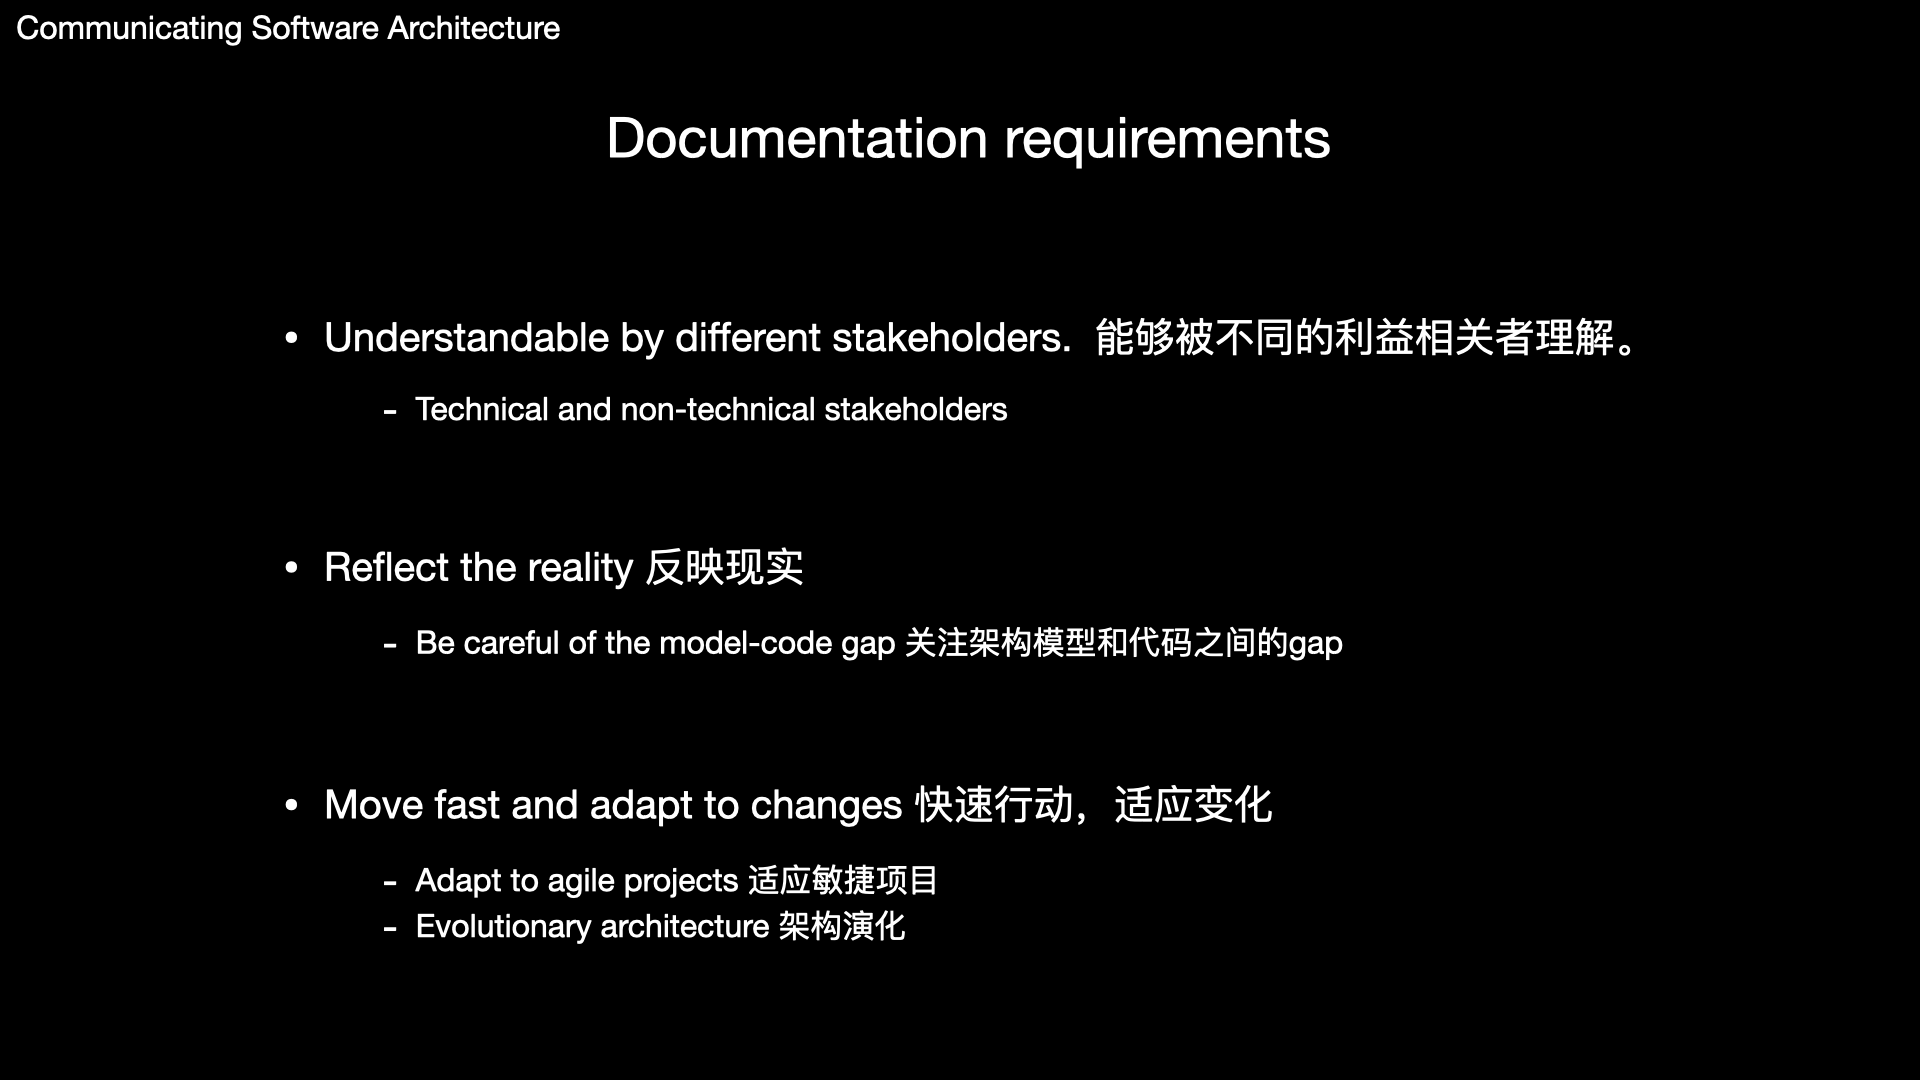 Communicating Software Architecture
Documentation requirements
• Understandable by different stakeholders. 能够被不同的利益相关者理解。
- Technical and non-technical stakeholders
• Reflect the reality 反映现实
- Be careful of the model-code gap 关注架构模型和代码之间的gap
• Move fast and adapt to changes 快速行动，适应变化
- Adapt to agile projects 适应敏捷项目
- Evolutionary architecture 架构演化